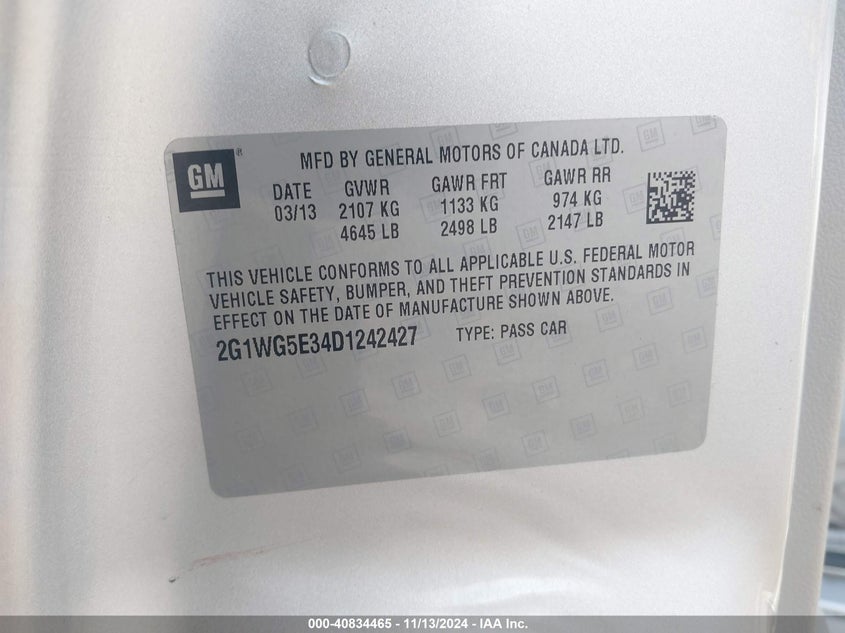 GM
MFD BY GENERAL MOTORS OF CANADA LTD.
DATE GVWR GAWR FRT GAWR RR
03/13 2107 KG 1133 KG 974 KG
4645 LB 2498 LB 2147 LB
THIS VEHICLE CONFORMS TO ALL APPLICABLE U.S. FEDERAL MOTOR
VEHICLE SAFETY, BUMPER, AND THEFT PREVENTION STANDARDS IN
EFFECT ON THE DATE OF MANUFACTURE SHOWN ABOVE.
2G1WG5E34D1242427 TYPE: PASS CAR
000-40834465 - 11/13/2024 - IAA Inc.